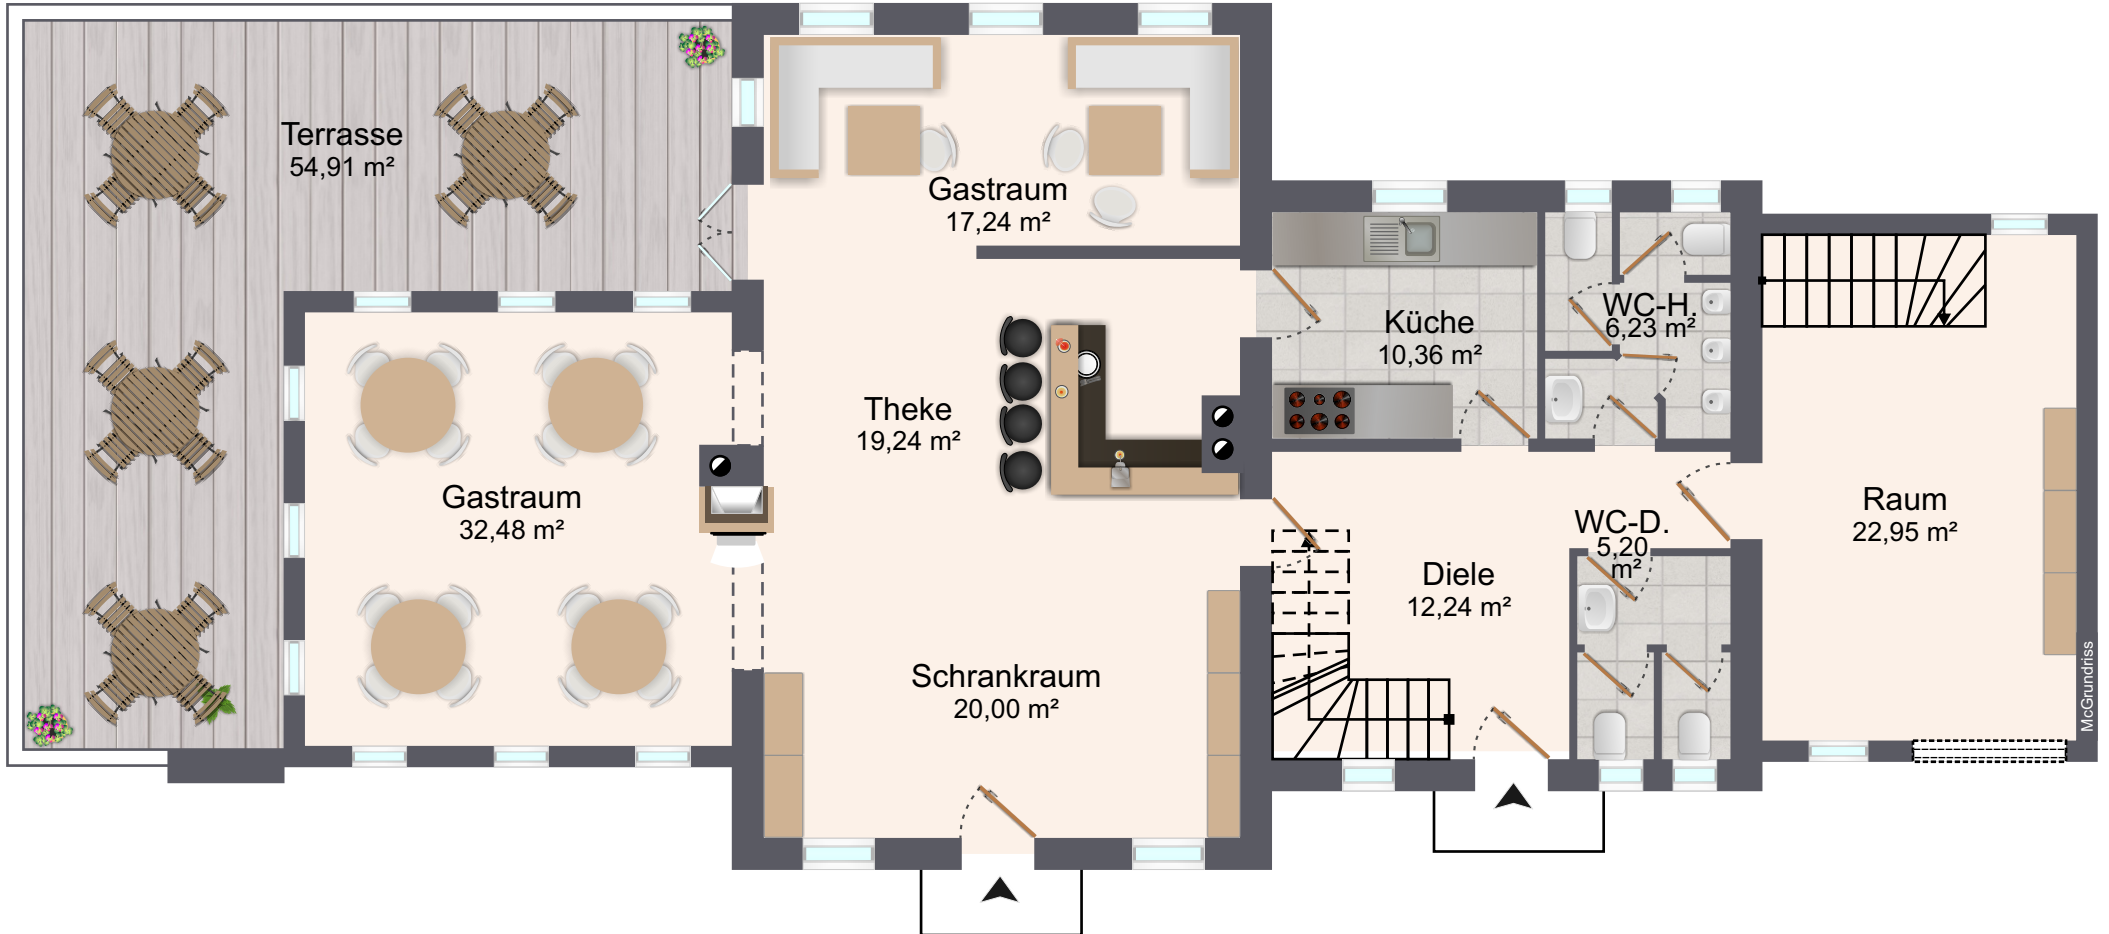 Terrasse
54,91 m²
Gastraum
17,24 m²
WC-H.
6,23 m²
Küche
10,36 m²
Theke
19,24 m²
Gastraum
32,48 m²
Raum
22,95 m²
WC-D.
5,20
m²
Diele
12,24 m²
Schrankraum
20,00 m²
McGrundriss